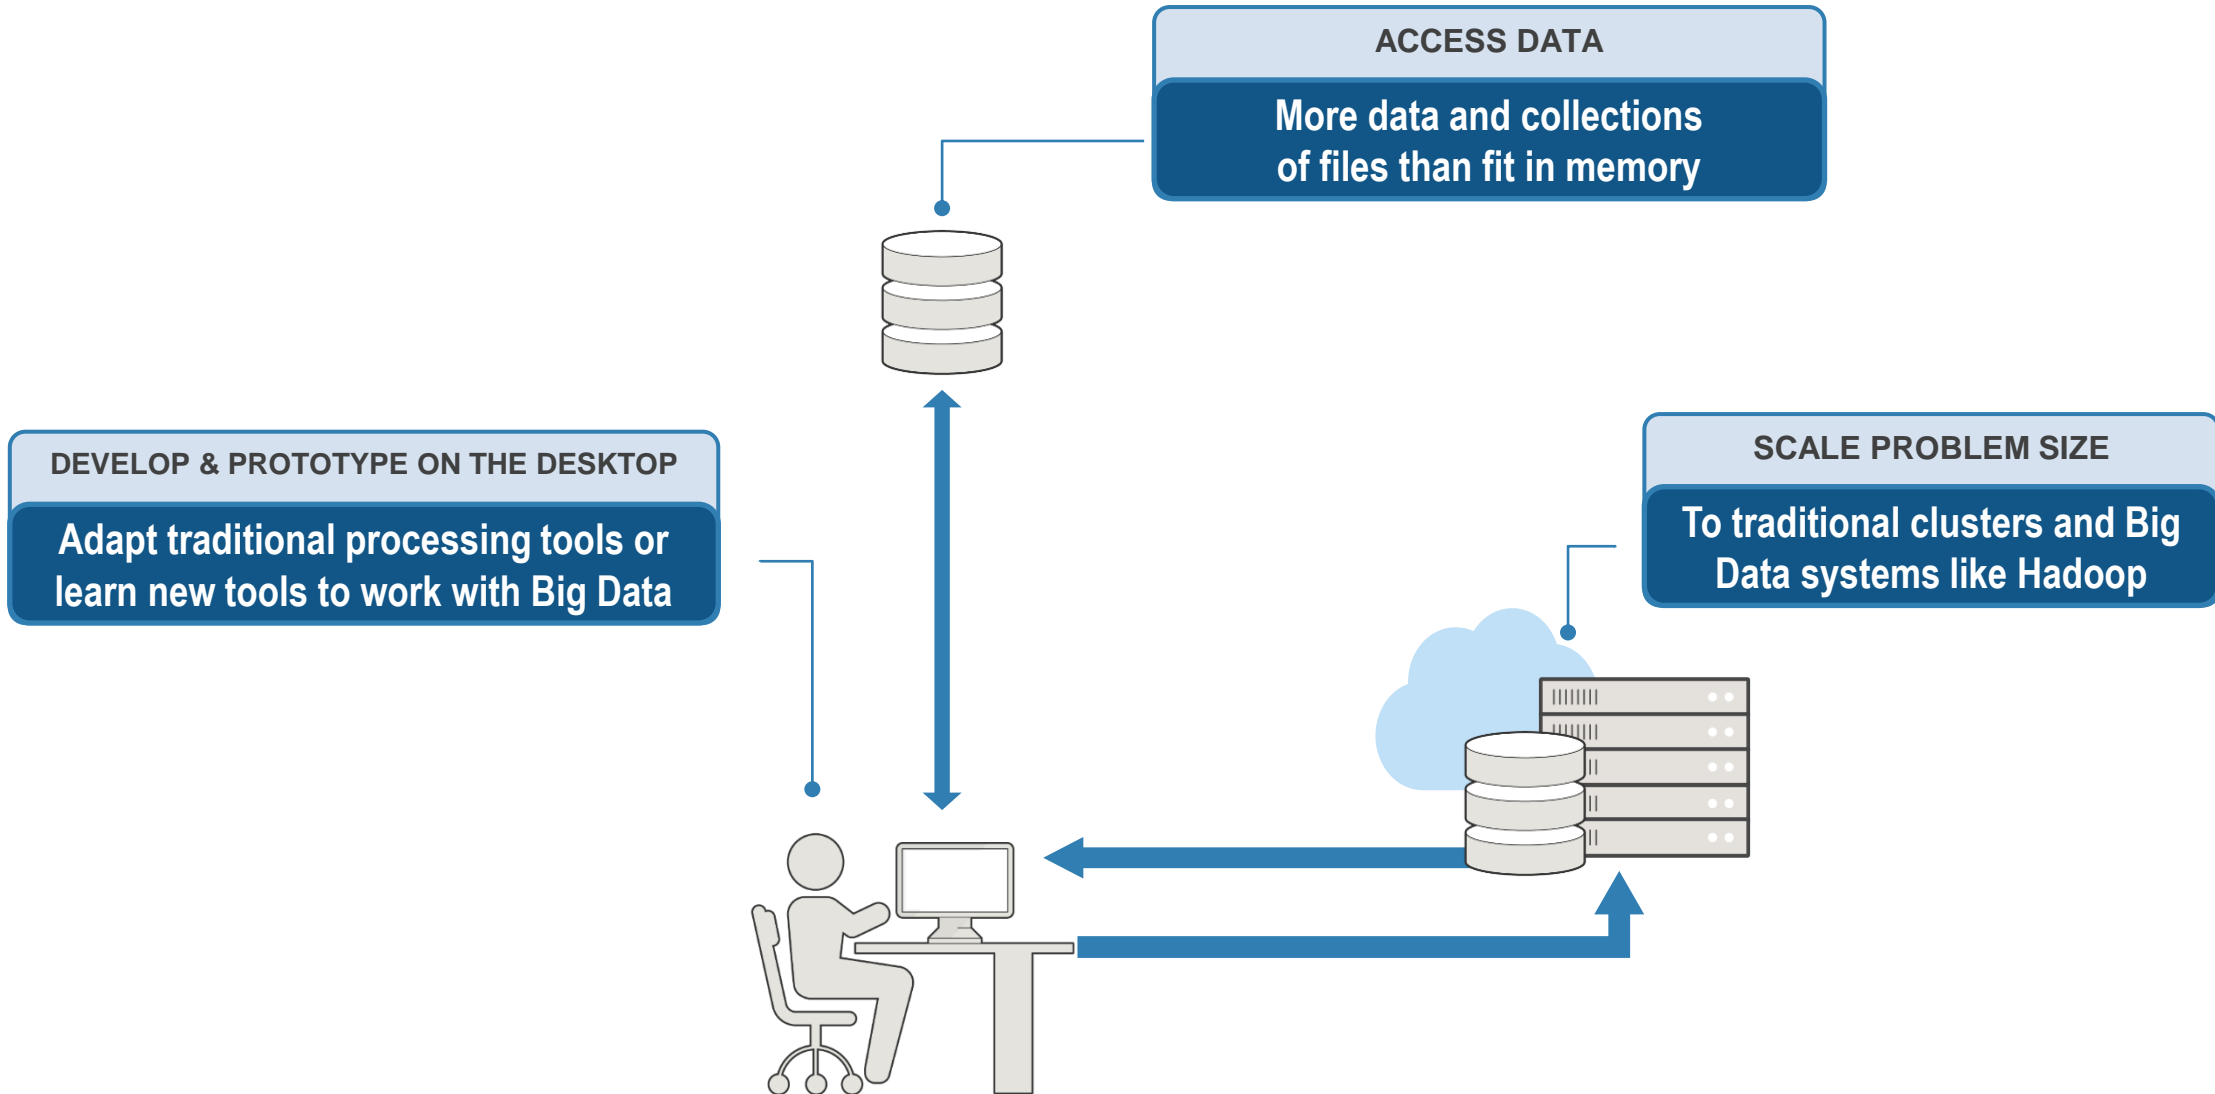 ACCESS DATA
More data and collections
of files than fit in memory
DEVELOP & PROTOTYPE ON THE DESKTOP
Adapt traditional processing tools or
learn new tools to work with Big Data
SCALE PROBLEM SIZE
To traditional clusters and Big
Data systems like Hadoop